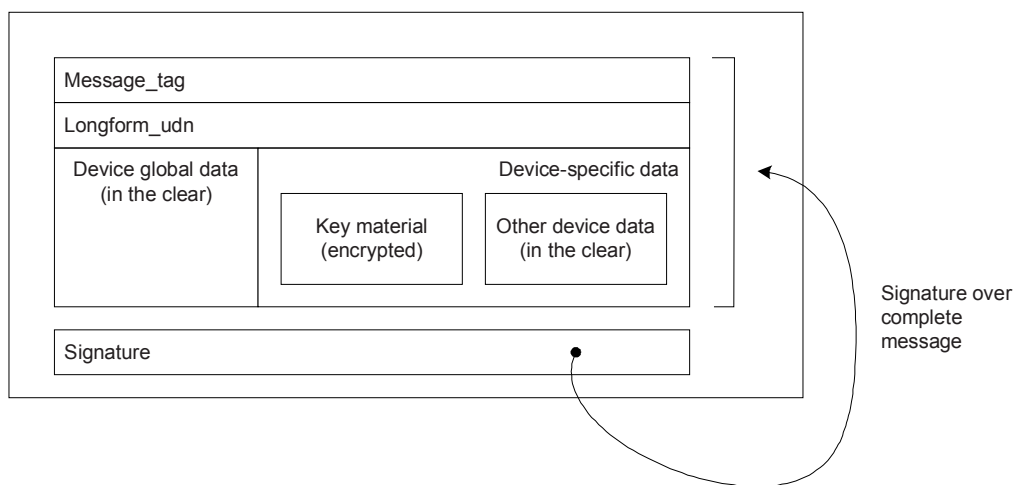 Message_tag
Longform_udn
Device global data
(in the clear)
Device-specific data
Key material
(encrypted)
Other device data
(in the clear)
Signature
Signature over
complete
message